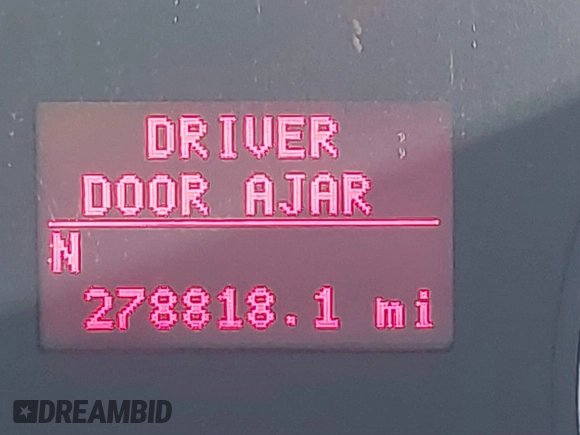 DRIVER
DOOR AJAR
N
278818.1 mi
DREAMBID